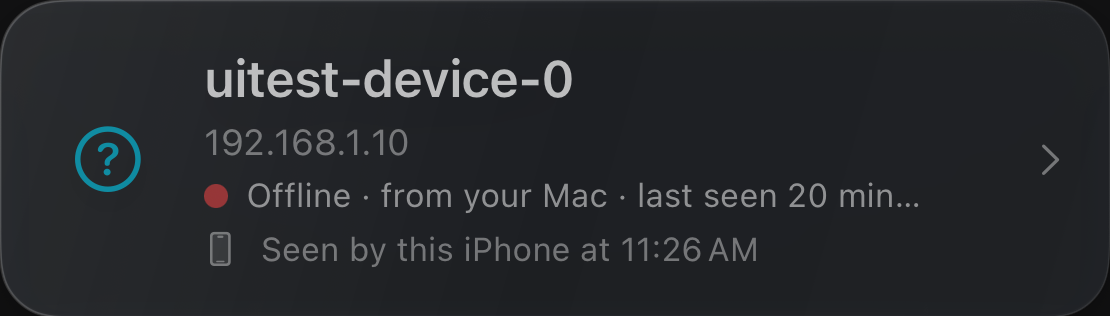 uitest-device-0
192.168.1.10
Offline · from your Mac · last seen 20 min…
Seen by this iPhone at 11:26 AM